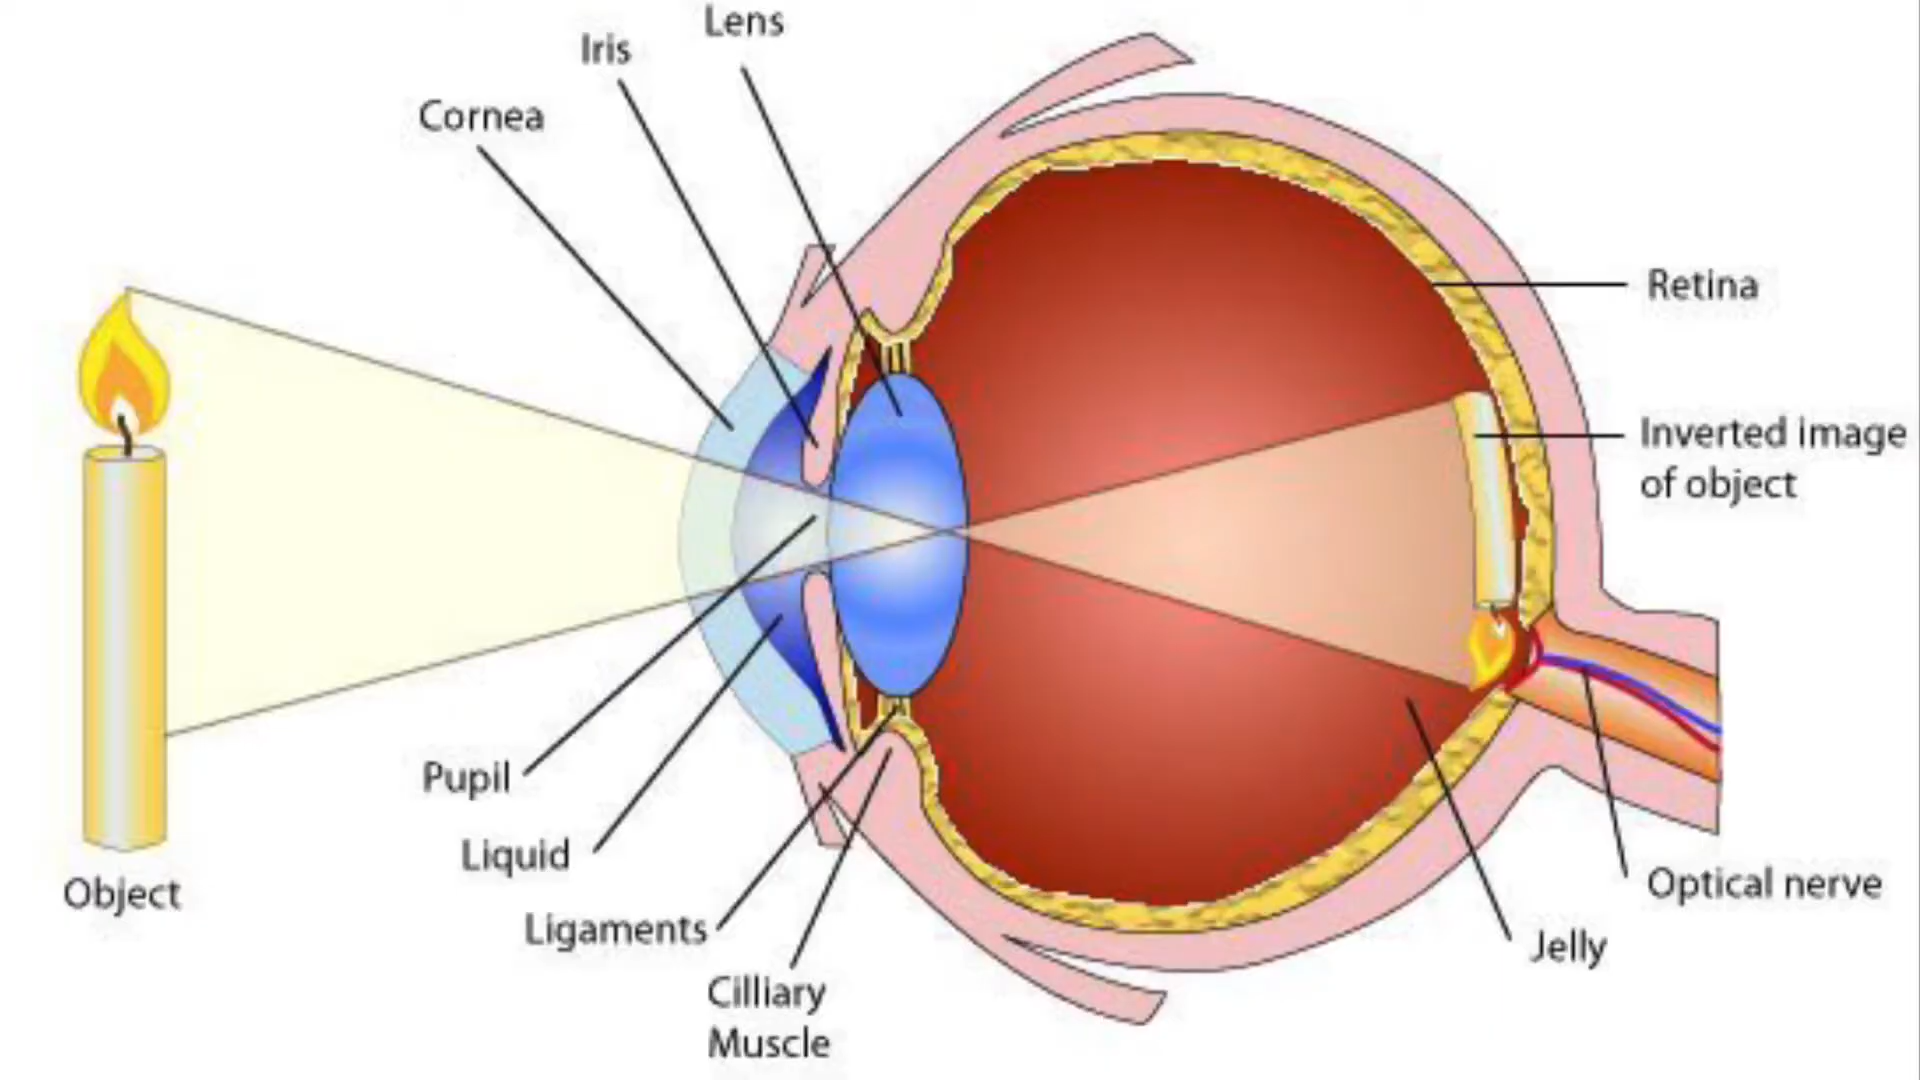 Lens
Iris
Cornea
Retina
Inverted image
of object
Pupil
Liquid
Object
Ligaments
Cilliary
Muscle
Optical nerve
Jelly